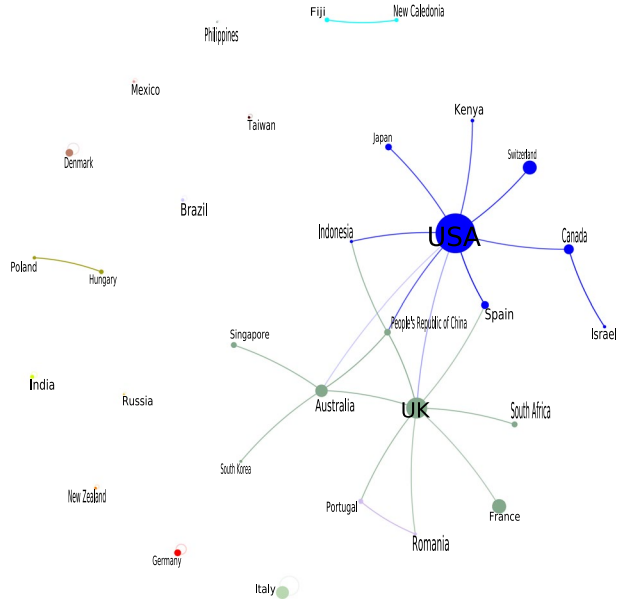 Fiji
New Caledonia
Philippines
Mexico
Kenya
Taiwan
Japan
Switzerland
Denmark
Brazil
Indonesia
USA
Canada
Poland
Hungary
Spain
People's Republic of China
Singapore
Israel
India
Russia
Australia
UK
South Africa
South Korea
New Zealand
Portugal
France
Romania
Germany
Italy